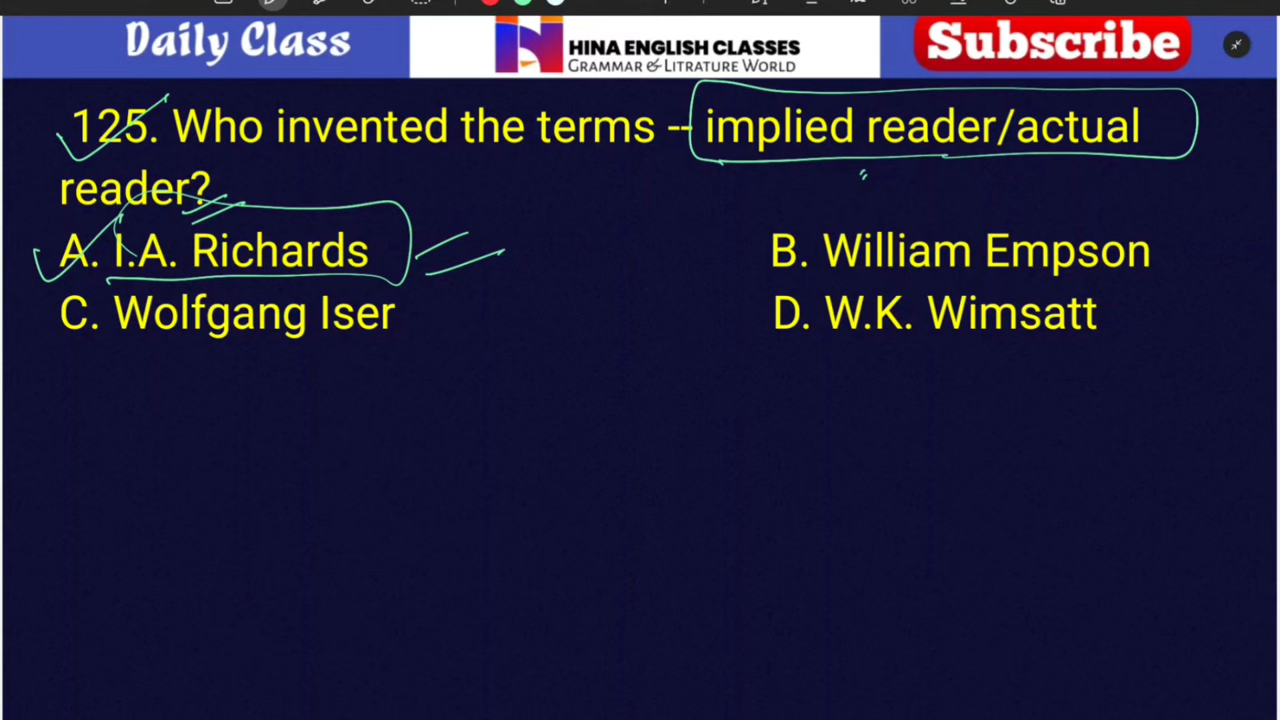 Daily Class
HINA ENGLISH CLASSES
GRAMMAR & LITRATURE WORLD
Subscribe
125. Who invented the terms -- implied reader/actual
reader?
A. I.A. Richards
B. William Empson
C. Wolfgang Iser
D. W.K. Wimsatt